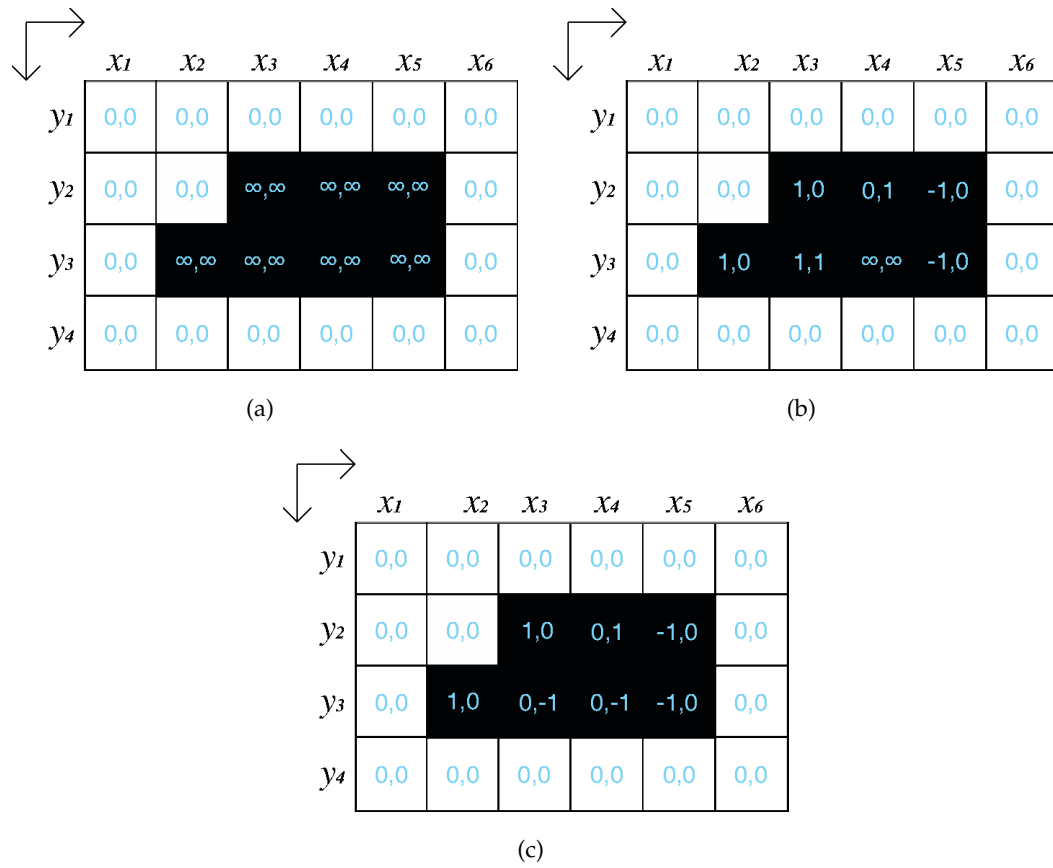 x1 x2 x3 x4 x5 x6
y1 0,0 0,0 0,0 0,0 0,0 0,0
y2 0,0 0,0 ∞,∞ ∞,∞ ∞,∞ 0,0
y3 0,0 ∞,∞ ∞,∞ ∞,∞ ∞,∞ 0,0
y4 0,0 0,0 0,0 0,0 0,0 0,0
(a)
x1 x2 x3 x4 x5 x6
y1 0,0 0,0 0,0 0,0 0,0 0,0
y2 0,0 0,0 1,0 0,1 -1,0 0,0
y3 0,0 1,0 1,1 ∞,∞ -1,0 0,0
y4 0,0 0,0 0,0 0,0 0,0 0,0
(b)
x1 x2 x3 x4 x5 x6
y1 0,0 0,0 0,0 0,0 0,0 0,0
y2 0,0 0,0 1,0 0,1 -1,0 0,0
y3 0,0 1,0 0,-1 0,-1 -1,0 0,0
y4 0,0 0,0 0,0 0,0 0,0 0,0
(c)